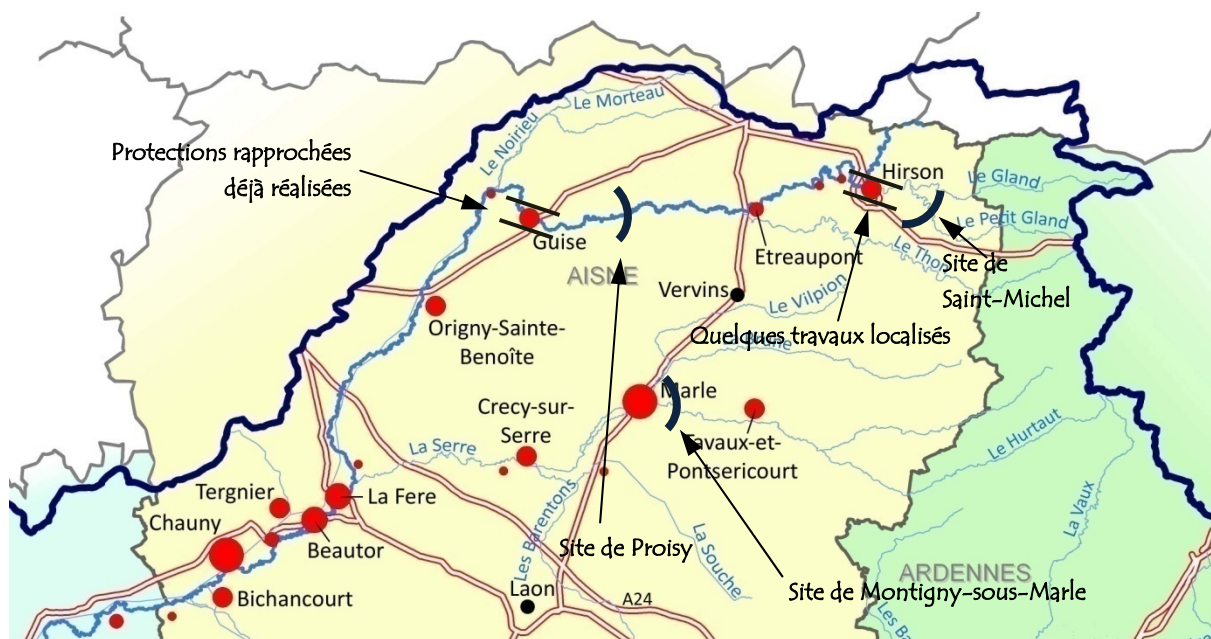 Le Morteau
Le Noirieu
Protections rapprochées
déjà réalisées
Hirson
Le Gland
Le Petit Gland
Guise
Etreaupont
Le Thon
Site de
Saint-Michel
AISNE
Vervins
Le Vilpion
Origny-Sainte-
Benoîte
Quelques travaux localisés
Marle
Crecy-sur-
Serre
Tavaux-et-
Pontsericourt
La Serre
Le Hurtaut
Tergnier
La Fere
Chauny
Beautor
Les Barentons
La Souche
La Vaux
Site de Proisy
Laon
A24
ARDENNES
Site de Montigny-sous-Marle
Bichancourt